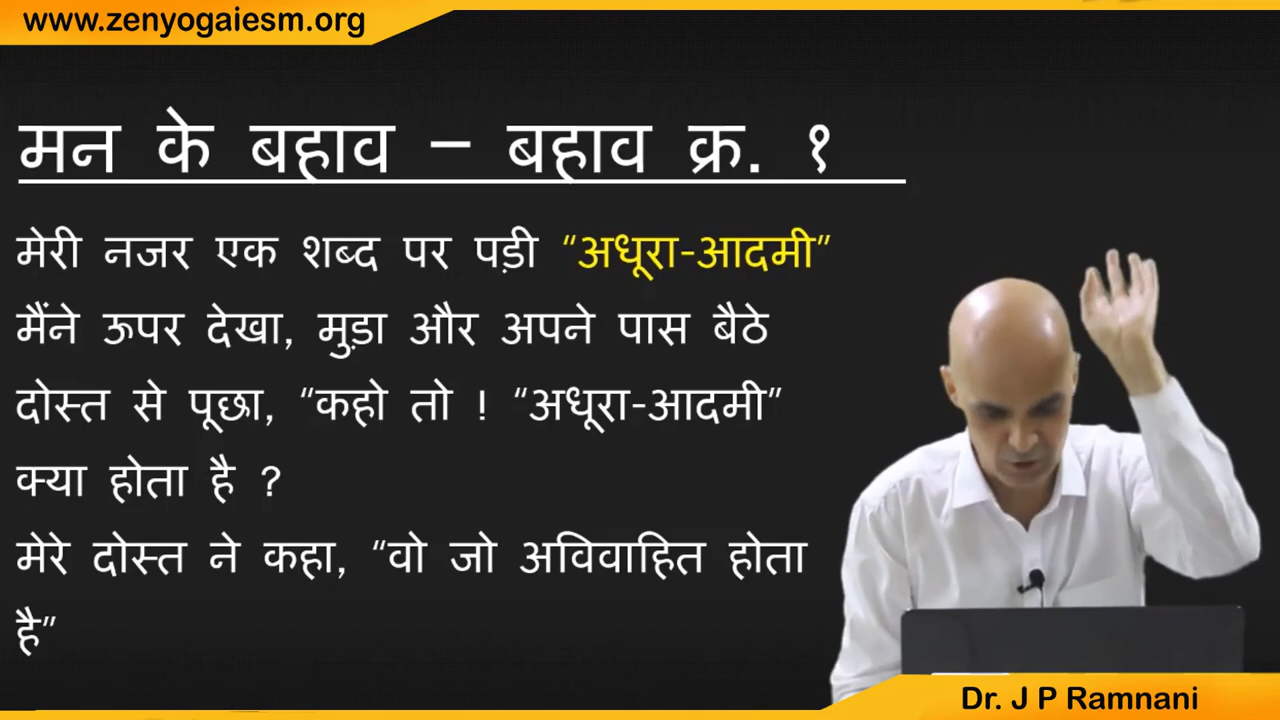 www.zenyogaiesm.org
मन के बहाव – बहाव क्र. १
मेरी नजर एक शब्द पर पड़ी “अधूरा-आदमी”
मैंने ऊपर देखा, मुड़ा और अपने पास बैठे
दोस्त से पूछा, “कहो तो ! “अधूरा-आदमी”
क्या होता है ?
मेरे दोस्त ने कहा, “वो जो अविवाहित होता
है”
Dr. J P Ramnani